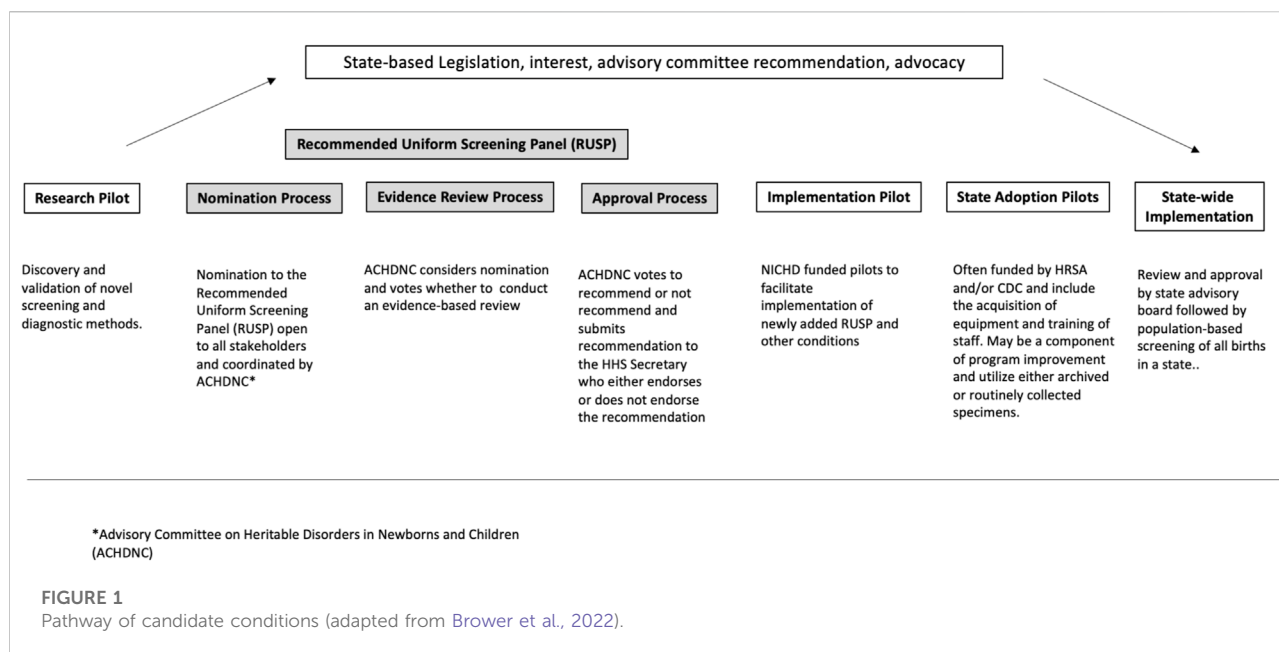 State-based Legislation, interest, advisory committee recommendation, advocacy
Recommended Uniform Screening Panel (RUSP)
Research Pilot
Discovery and
validation of novel
screening and
diagnostic methods.
Nomination Process
Nomination to the
Recommended
Uniform Screening
Panel (RUSP) open
to all stakeholders
and coordinated by
ACHDNC*
Evidence Review Process
ACHDNC considers nomination
and votes whether to conduct
an evidence-based review
Approval Process
ACHDNC votes to
recommend or not
recommend and
submits
recommendation to
the HHS Secretary
who either endorses
or does not endorse
the recommendation
Implementation Pilot
NICHD funded pilots to
facilitate
implementation of
newly added RUSP and
other conditions
State Adoption Pilots
Often funded by HRSA
and/or CDC and include
the acquisition of
equipment and training of
staff. May be a component
of program improvement
and utilize either archived
or routinely collected
specimens.
State-wide
Implementation
Review and approval
by state advisory
board followed by
population-based
screening of all births
in a state..
*Advisory Committee on Heritable Disorders in Newborns and Children
(ACHDNC)
FIGURE 1
Pathway of candidate conditions (adapted from Brower et al., 2022).